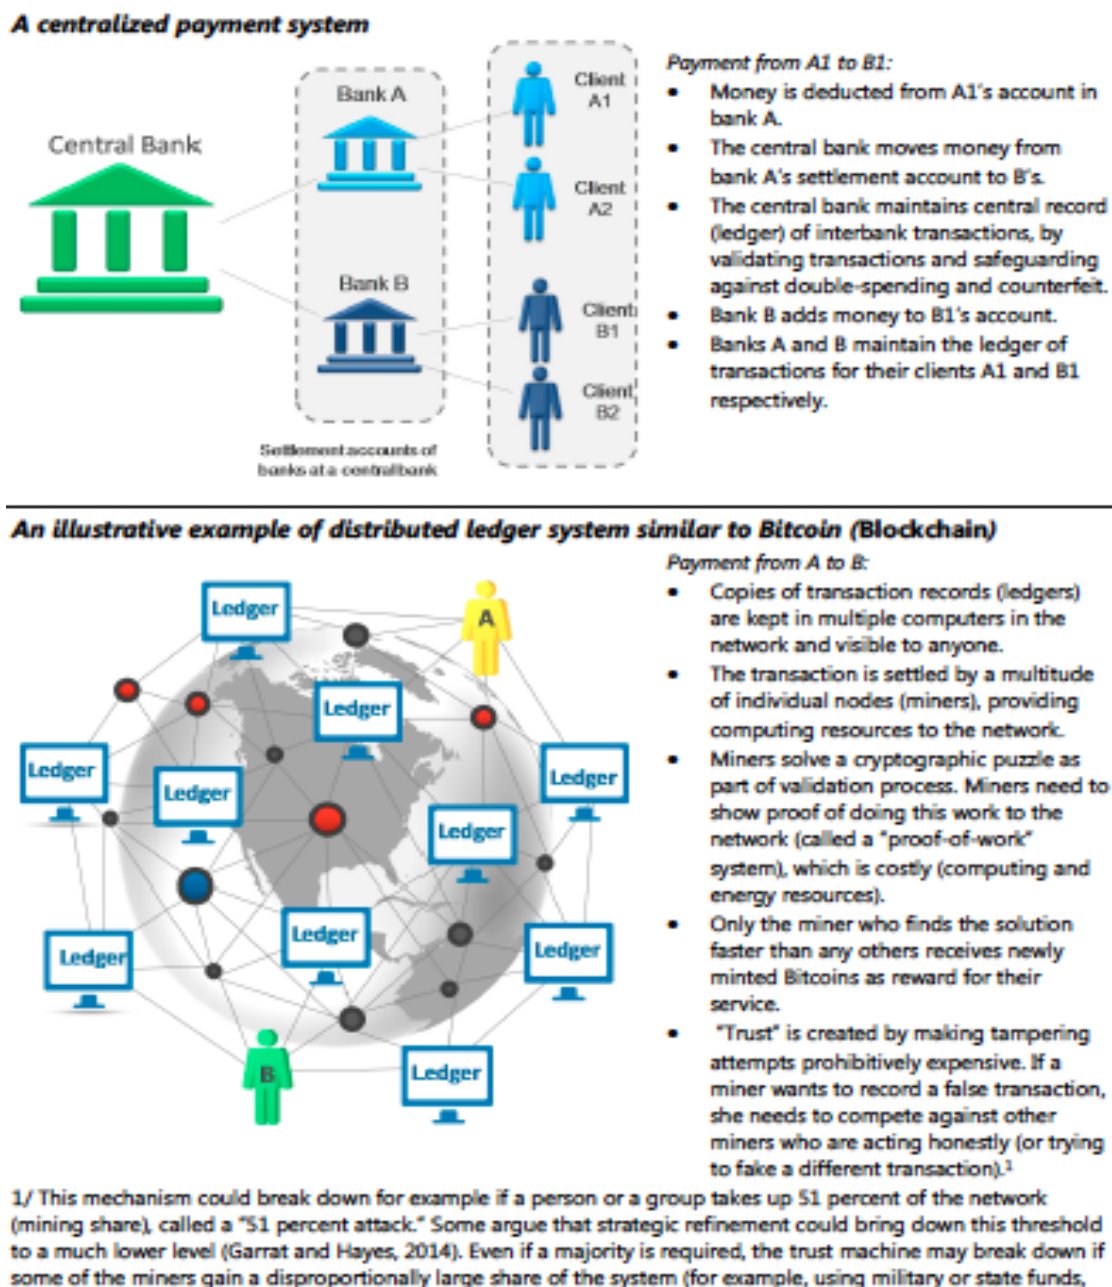 A centralized payment system
Central Bank
Bank A
Bank B
Settlement accounts of
banks at a central bank
Client
A1
Client
A2
Client
B1
Client
B2
Payment from A1 to B1:
• Money is deducted from A1's account in
bank A.
• The central bank moves money from
bank A's settlement account to B's.
• The central bank maintains central record
(ledger) of interbank transactions, by
validating transactions and safeguarding
against double-spending and counterfeit.
• Bank B adds money to B1's account.
• Banks A and B maintain the ledger of
transactions for their clients A1 and B1
respectively.
An illustrative example of distributed ledger system similar to Bitcoin (Blockchain)
Ledger
A
Ledger
Ledger
Ledger
Ledger
Ledger
Ledger
Ledger
Ledger
B
Ledger
Payment from A to B:
• Copies of transaction records (ledgers)
are kept in multiple computers in the
network and visible to anyone.
• The transaction is settled by a multitude
of individual nodes (miners), providing
computing resources to the network.
• Miners solve a cryptographic puzzle as
part of validation process. Miners need to
show proof of doing this work to the
network (called a "proof-of-work"
system), which is costly (computing and
energy resources).
• Only the miner who finds the solution
faster than any others receives newly
minted Bitcoins as reward for their
service.
• "Trust" is created by making tampering
attempts prohibitively expensive. If a
miner wants to record a false transaction,
she needs to compete against other
miners who are acting honestly (or trying
to fake a different transaction).¹
1/ This mechanism could break down for example if a person or a group takes up 51 percent of the network
(mining share), called a "51 percent attack." Some argue that strategic refinement could bring down this threshold
to a much lower level (Garrat and Hayes, 2014). Even if a majority is required, the trust machine may break down if
some of the miners gain a disproportionally large share of the system (for example, using military or state funds,